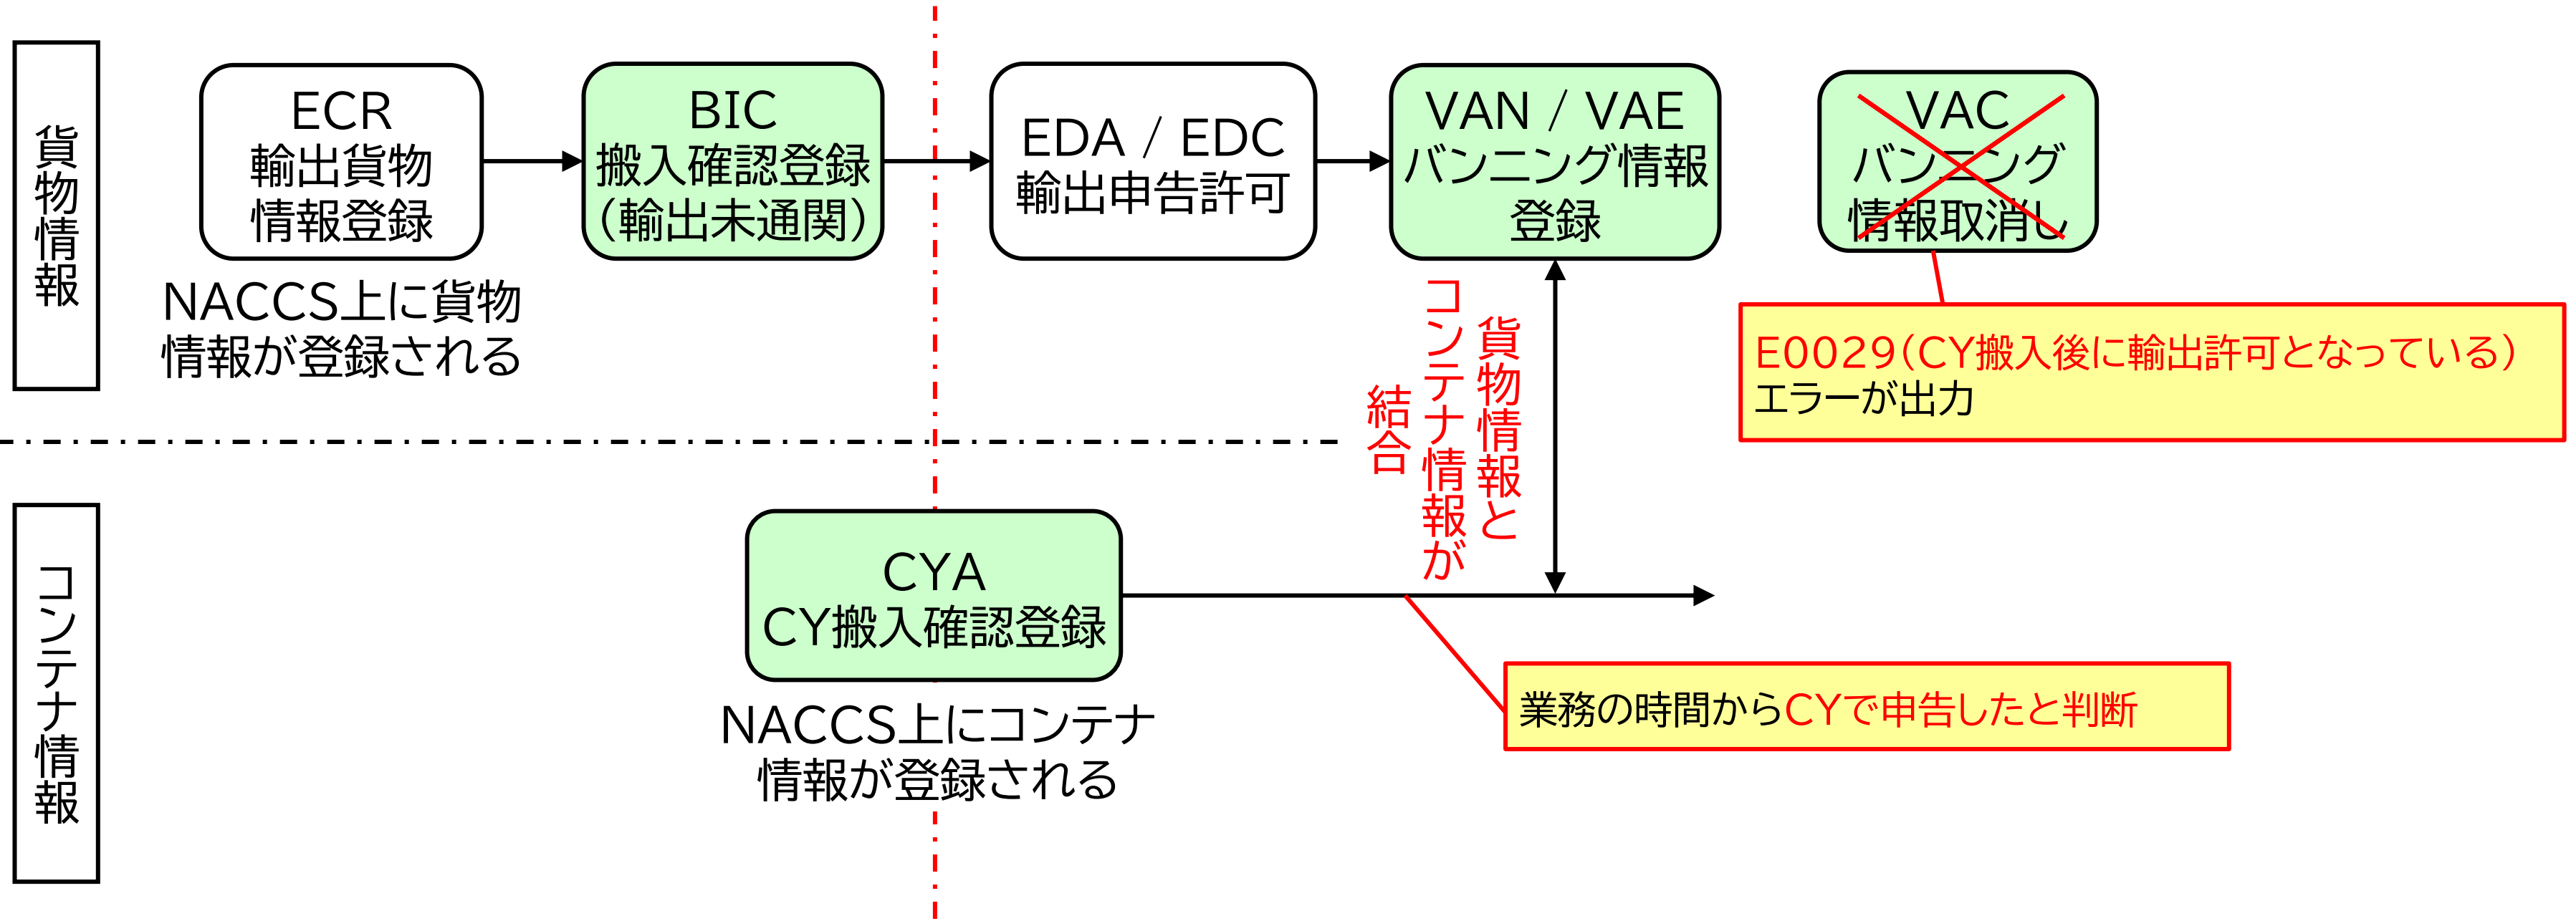 貨物情報
ECR
輸出貨物
情報登録
NACCS上に貨物
情報が登録される
BIC
搬入確認登録
（輸出未通関）
EDA / EDC
輸出申告許可
VAN / VAE
バンニング情報
登録
VAC
バンニング
情報取消し
E0029（CY搬入後に輸出許可となっている）
エラーが出力
貨物情報と
コンテナ情報が
結合
コンテナ情報
CYA
CY搬入確認登録
NACCS上にコンテナ
情報が登録される
業務の時間からCYで申告したと判断